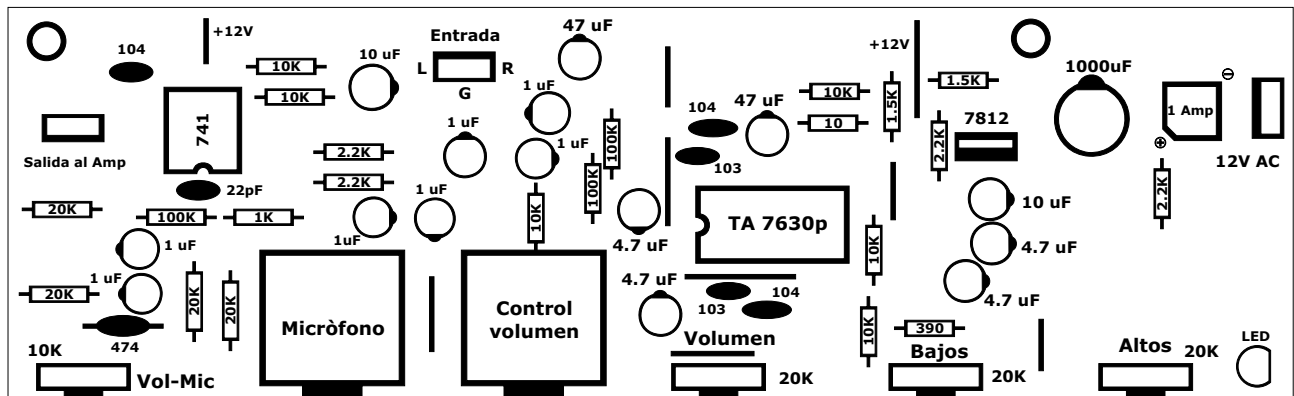 +12V
104
10K
10K
10 uF
Entrada
L
R
G
47 uF
1 uF
1 uF
1 uF
1 uF
741
Salida al Amp
22pF
2.2K
2.2K
20K
100K
1K
1 uF
1uF
10K
100K
100K
1 uF
20K
20K
20K
474
10K
Vol-Mic
Micròfono
Control
volumen
4.7 uF
4.7 uF
104
103
47 uF
10K
10
1.5K
+12V
1.5K
2.2K
7812
1000uF
1 Amp
12V AC
2.2K
TA 7630p
10K
10 uF
4.7 uF
4.7 uF
103
104
10K
390
Volumen
20K
Bajos
20K
Altos
20K
LED